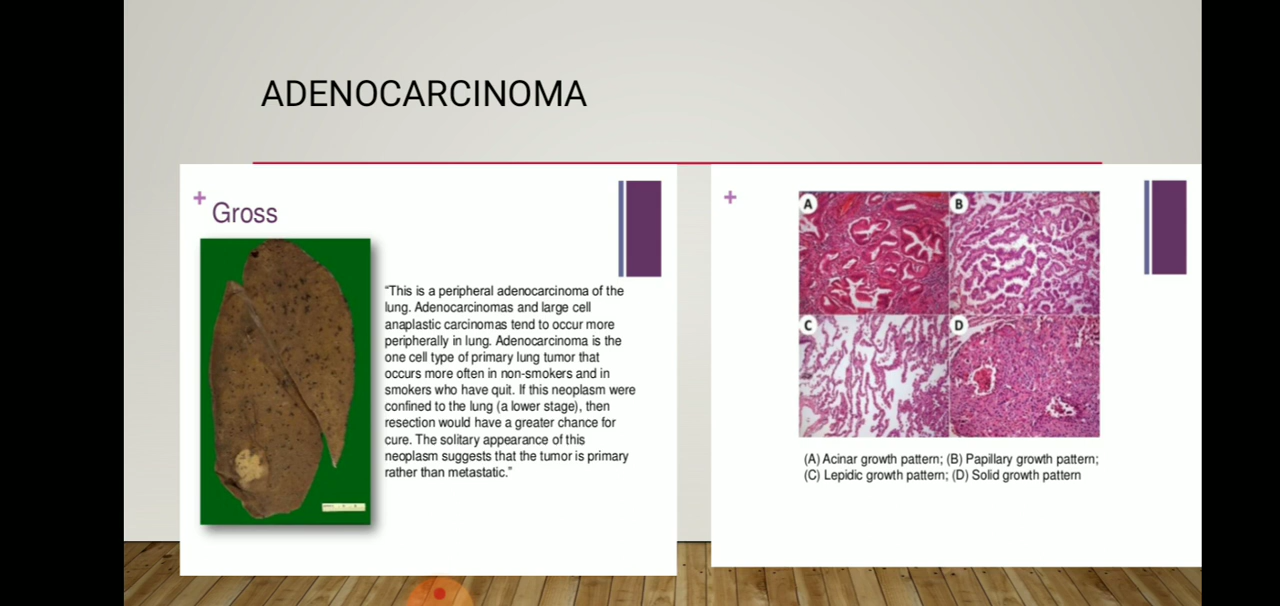 ADENOCARCINOMA
+
Gross
“This is a peripheral adenocarcinoma of the
lung. Adenocarcinomas and large cell
anaplastic carcinomas tend to occur more
peripherally in lung. Adenocarcinoma is the
one cell type of primary lung tumor that
occurs more often in non-smokers and in
smokers who have quit. If this neoplasm were
confined to the lung (a lower stage), then
resection would have a greater chance for
cure. The solitary appearance of this
neoplasm suggests that the tumor is primary
rather than metastatic.”
+
A
B
C
D
(A) Acinar growth pattern; (B) Papillary growth pattern;
(C) Lepidic growth pattern; (D) Solid growth pattern